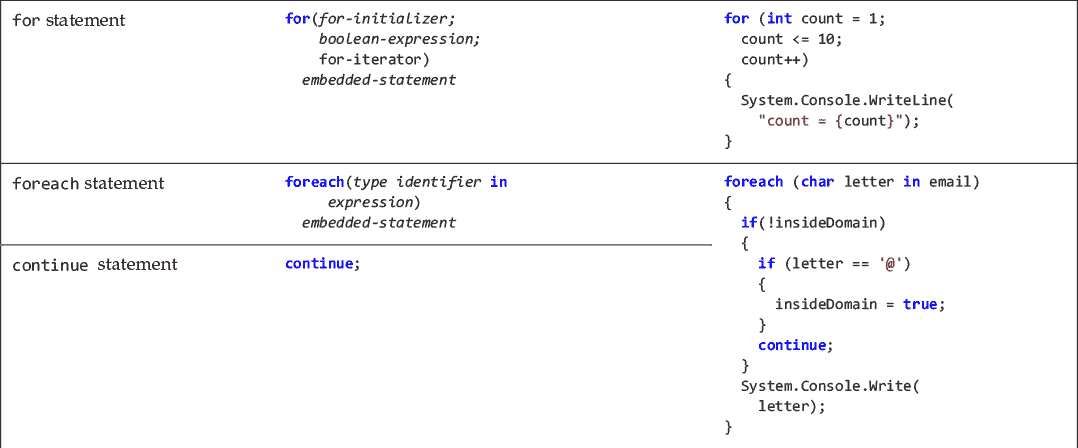 for statement
for(for-initializer;
boolean-expression;
for-iterator)
embedded-statement
for (int count = 1;
count <= 10;
count++)
{
System.Console.WriteLine(
"count = {count}");
}
foreach statement
foreach(type identifier in
expression)
embedded-statement
continue statement
continue;
foreach (char letter in email)
{
if(!insideDomain)
{
if (letter == '@')
{
insideDomain = true;
}
continue;
}
System.Console.Write(
letter);
}